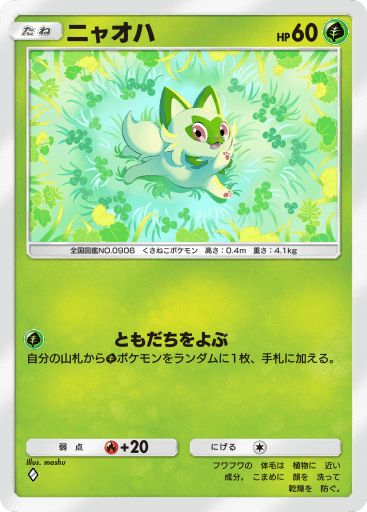 たね ニャオハ HP60
全国図鑑NO.0906 くさねこポケモン 高さ:0.4m 重さ:4.1kg
ともだちをよぶ
自分の山札からポケモンをランダムに1枚、手札に加える。
弱点 +20 にげる
Illus. mashu
フワフワの 体毛は 植物に 近い
成分。こまめに 顔を 洗って
乾燥を 防ぐ。